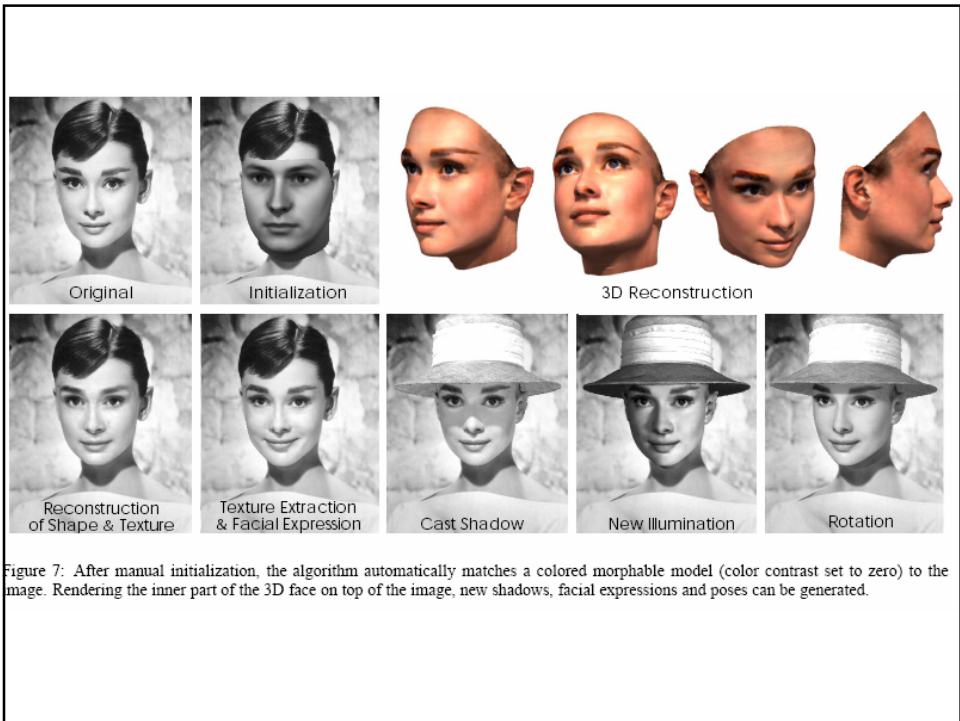 Original
Initialization
3D Reconstruction
Reconstruction
of Shape & Texture
Texture Extraction
& Facial Expression
Cast Shadow
New Illumination
Rotation
Figure 7: After manual initialization, the algorithm automatically matches a colored morphable model (color contrast set to zero) to the
image. Rendering the inner part of the 3D face on top of the image, new shadows, facial expressions and poses can be generated.